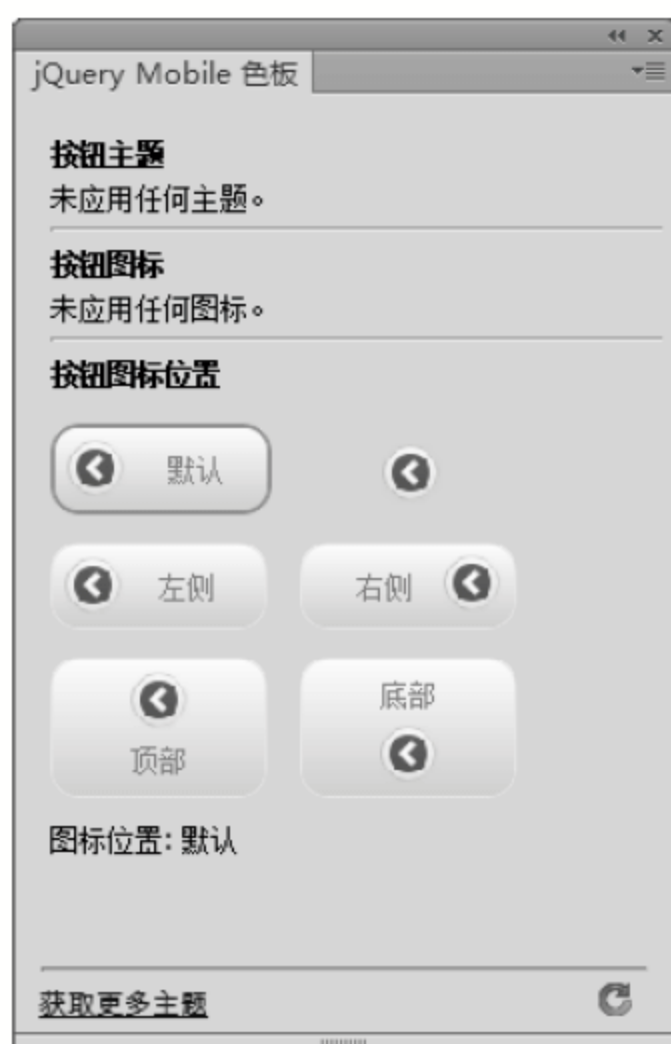 jQuery Mobile 色板
按钮主题
未应用任何主题。
按钮图标
未应用任何图标。
按钮图标位置
默认
左侧
右侧
顶部
底部
图标位置: 默认
获取更多主题